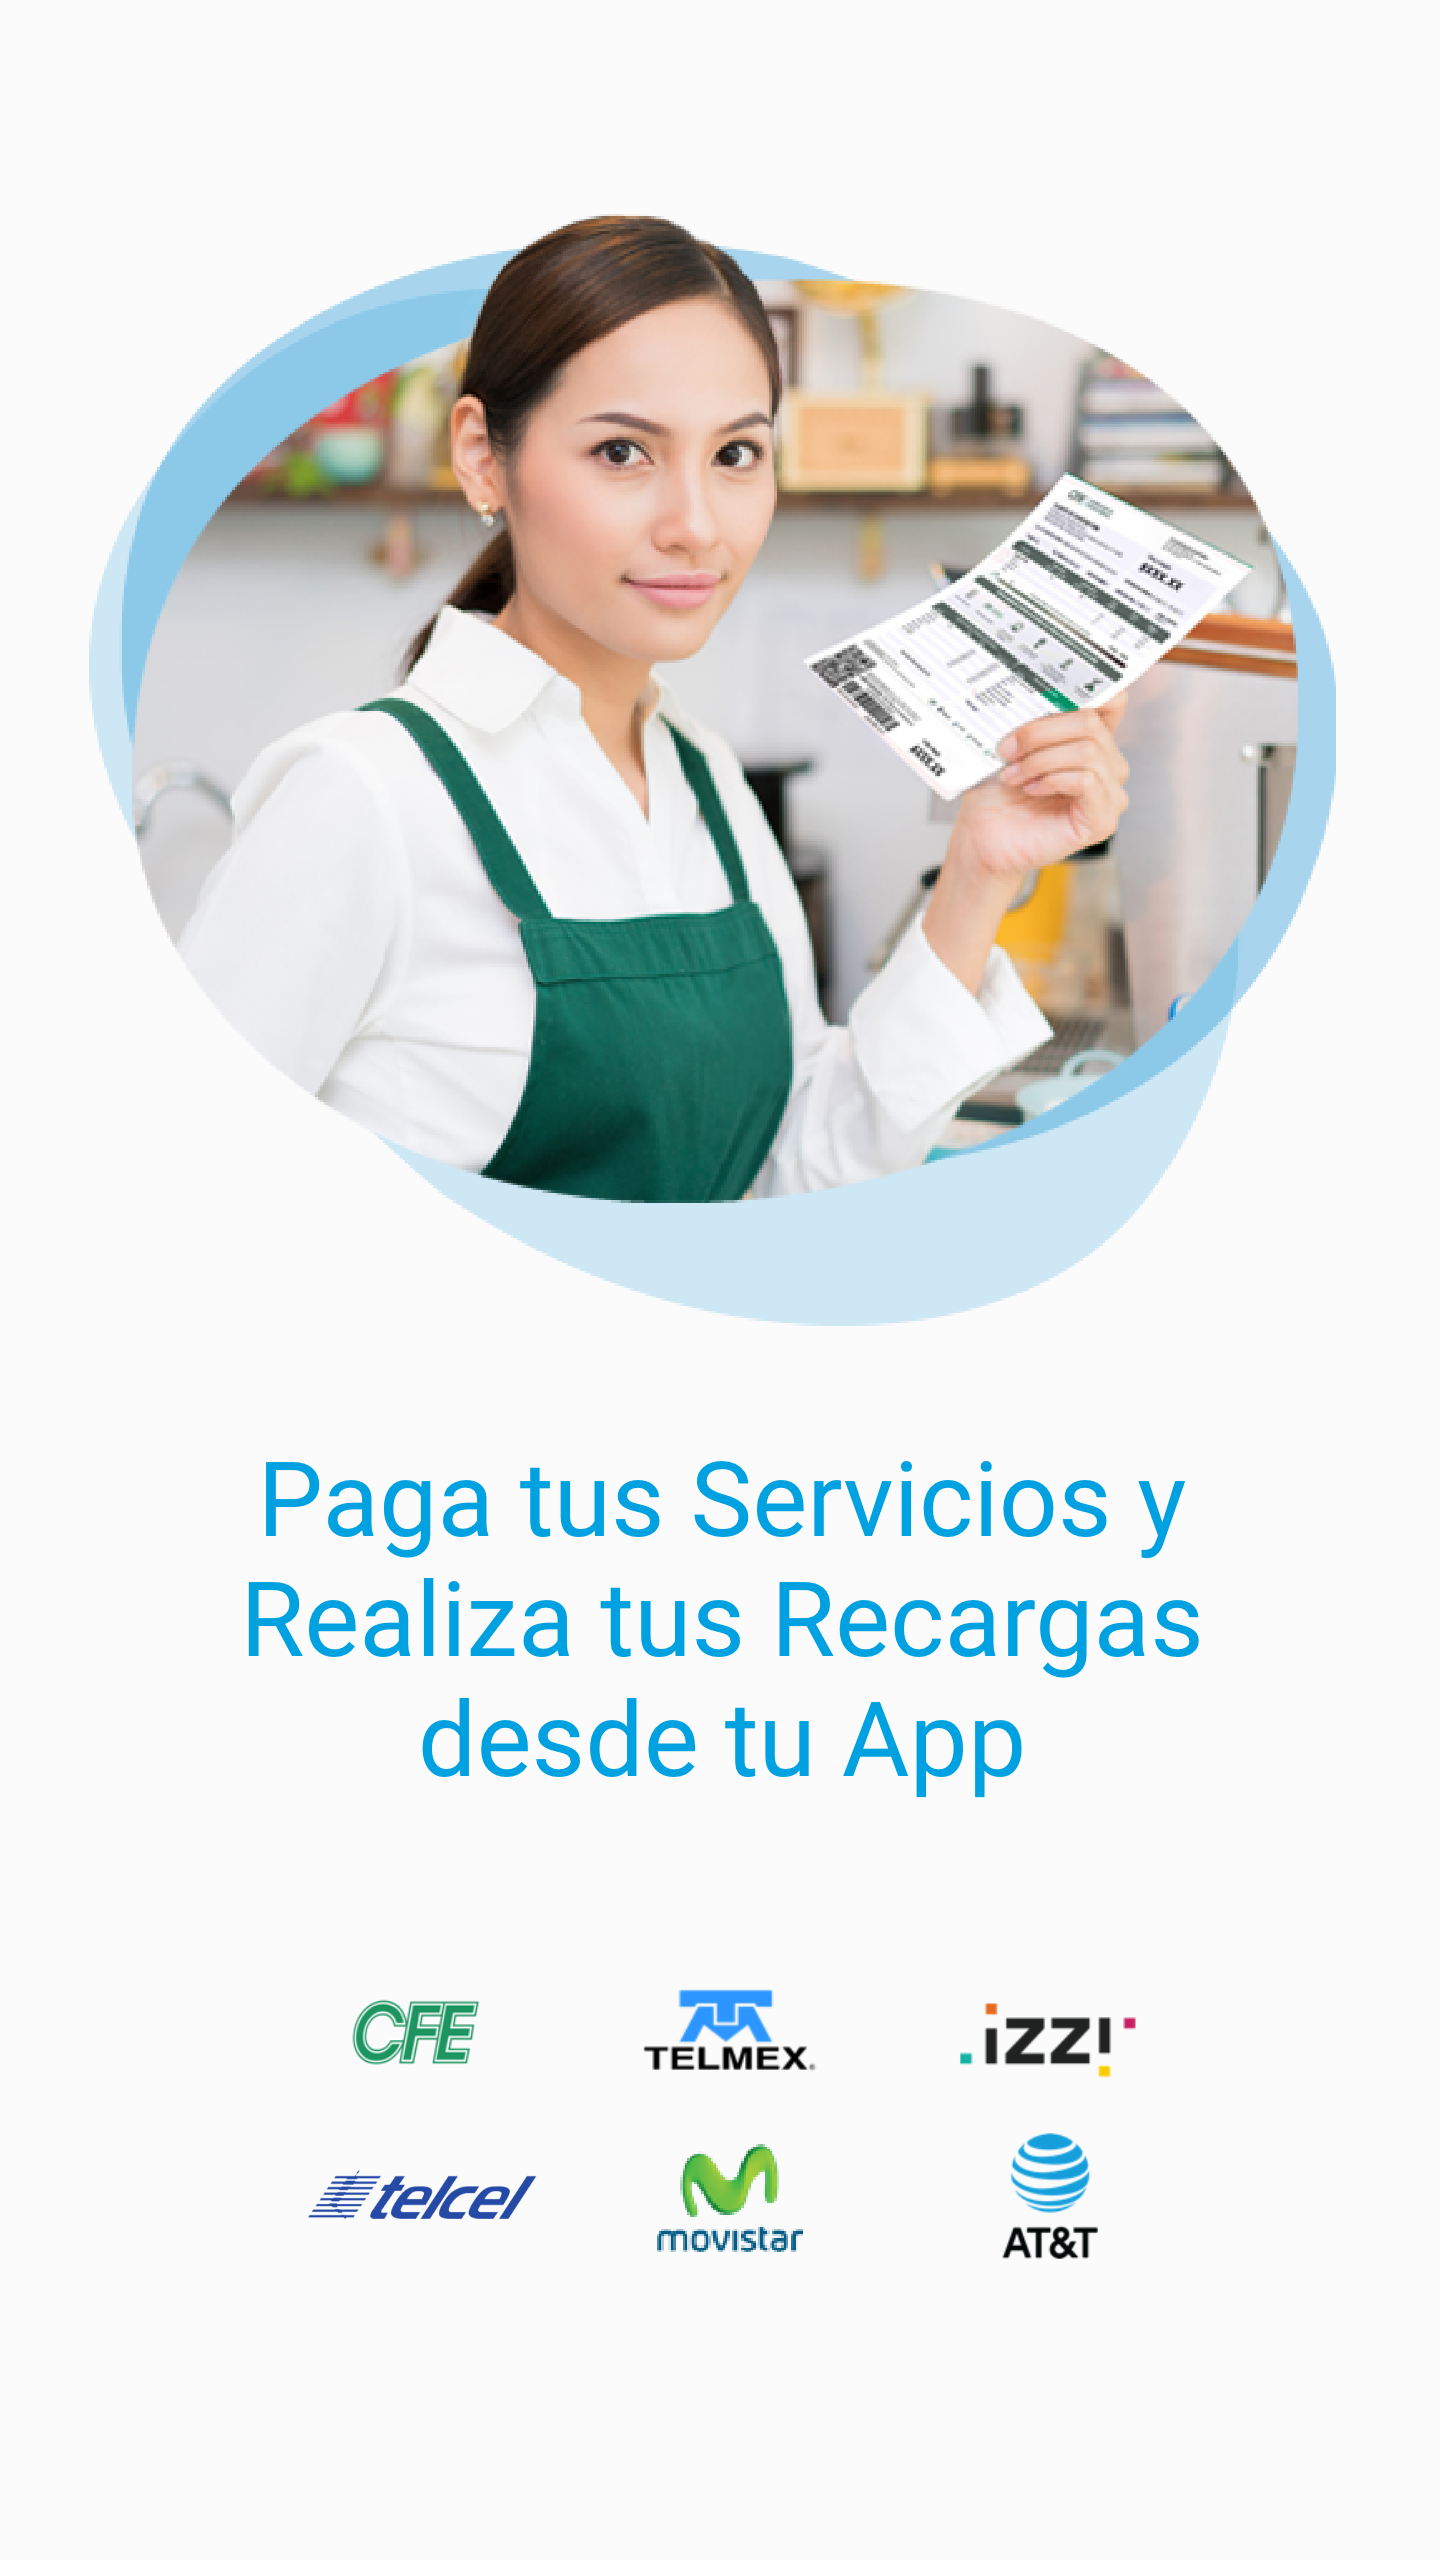 Paga tus Servicios y
Realiza tus Recargas
desde tu App
CFE
TELMEX
izzi
telcel
movistar
AT&T